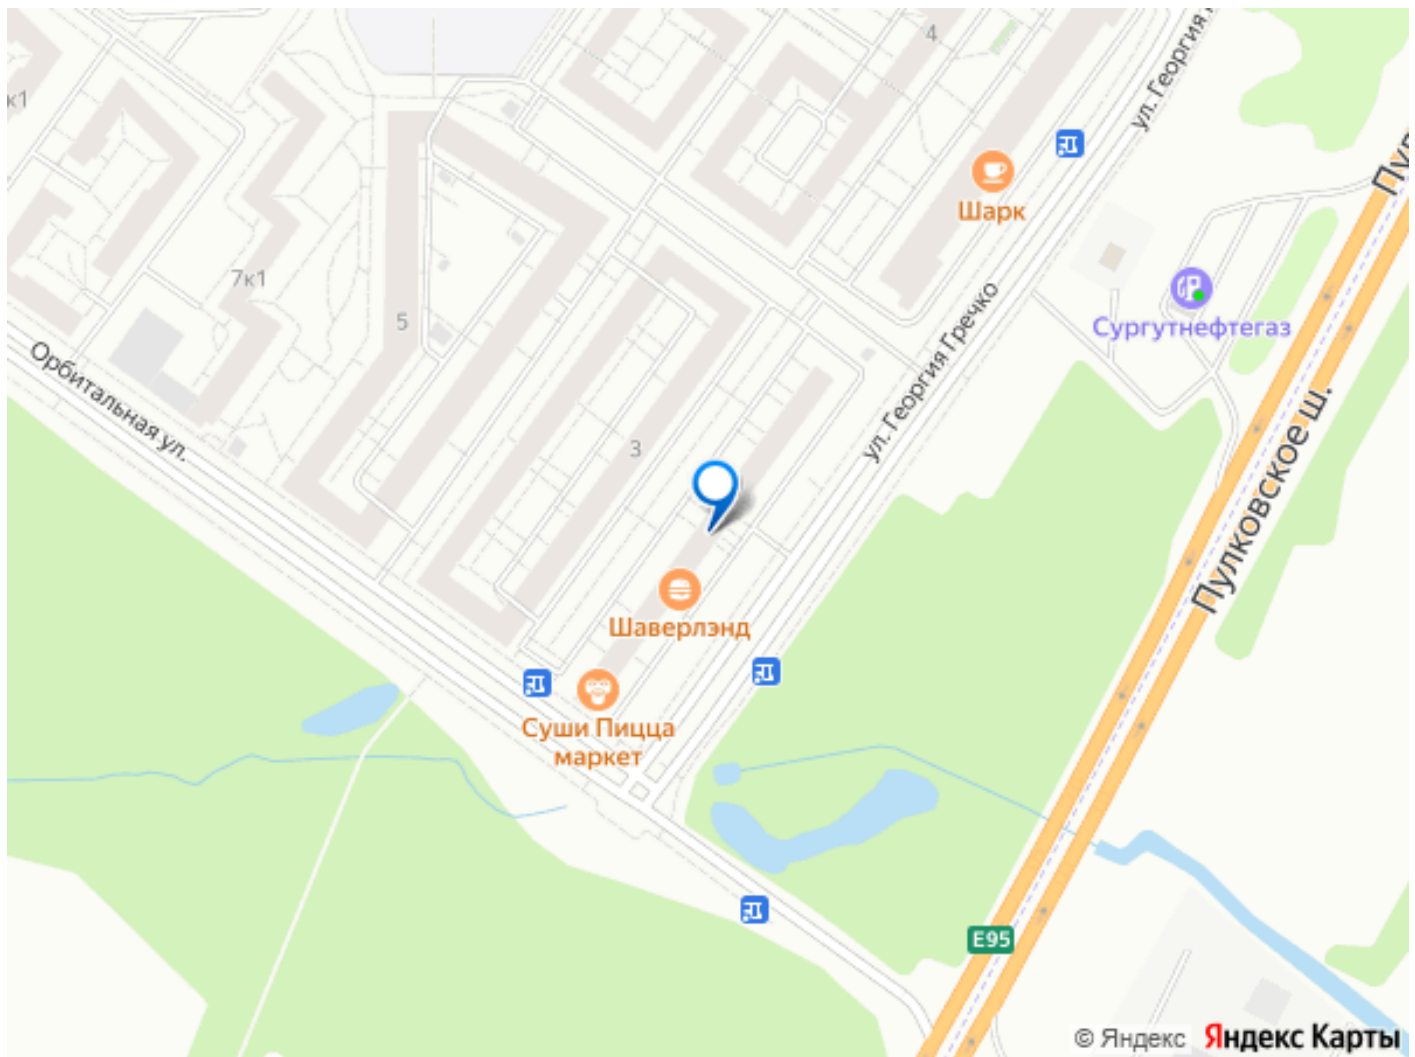 4
ул. Георгия
Пул
к1
Шарк
7к1
Сургутнефтегаз
5
ул. Георгия Гречко
Орбитальная ул.
3
Пулковское ш.
Шаверлэнд
Суши Пицца
маркет
E95
© Яндекс
Яндекс Карты